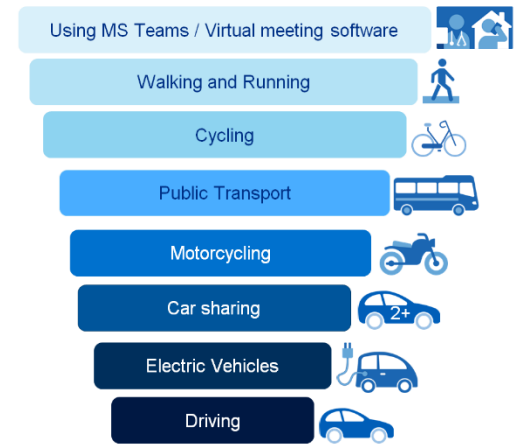 Using MS Teams / Virtual meeting software
Walking and Running
Cycling
Public Transport
Motorcycling
Car sharing
2+
Electric Vehicles
Driving